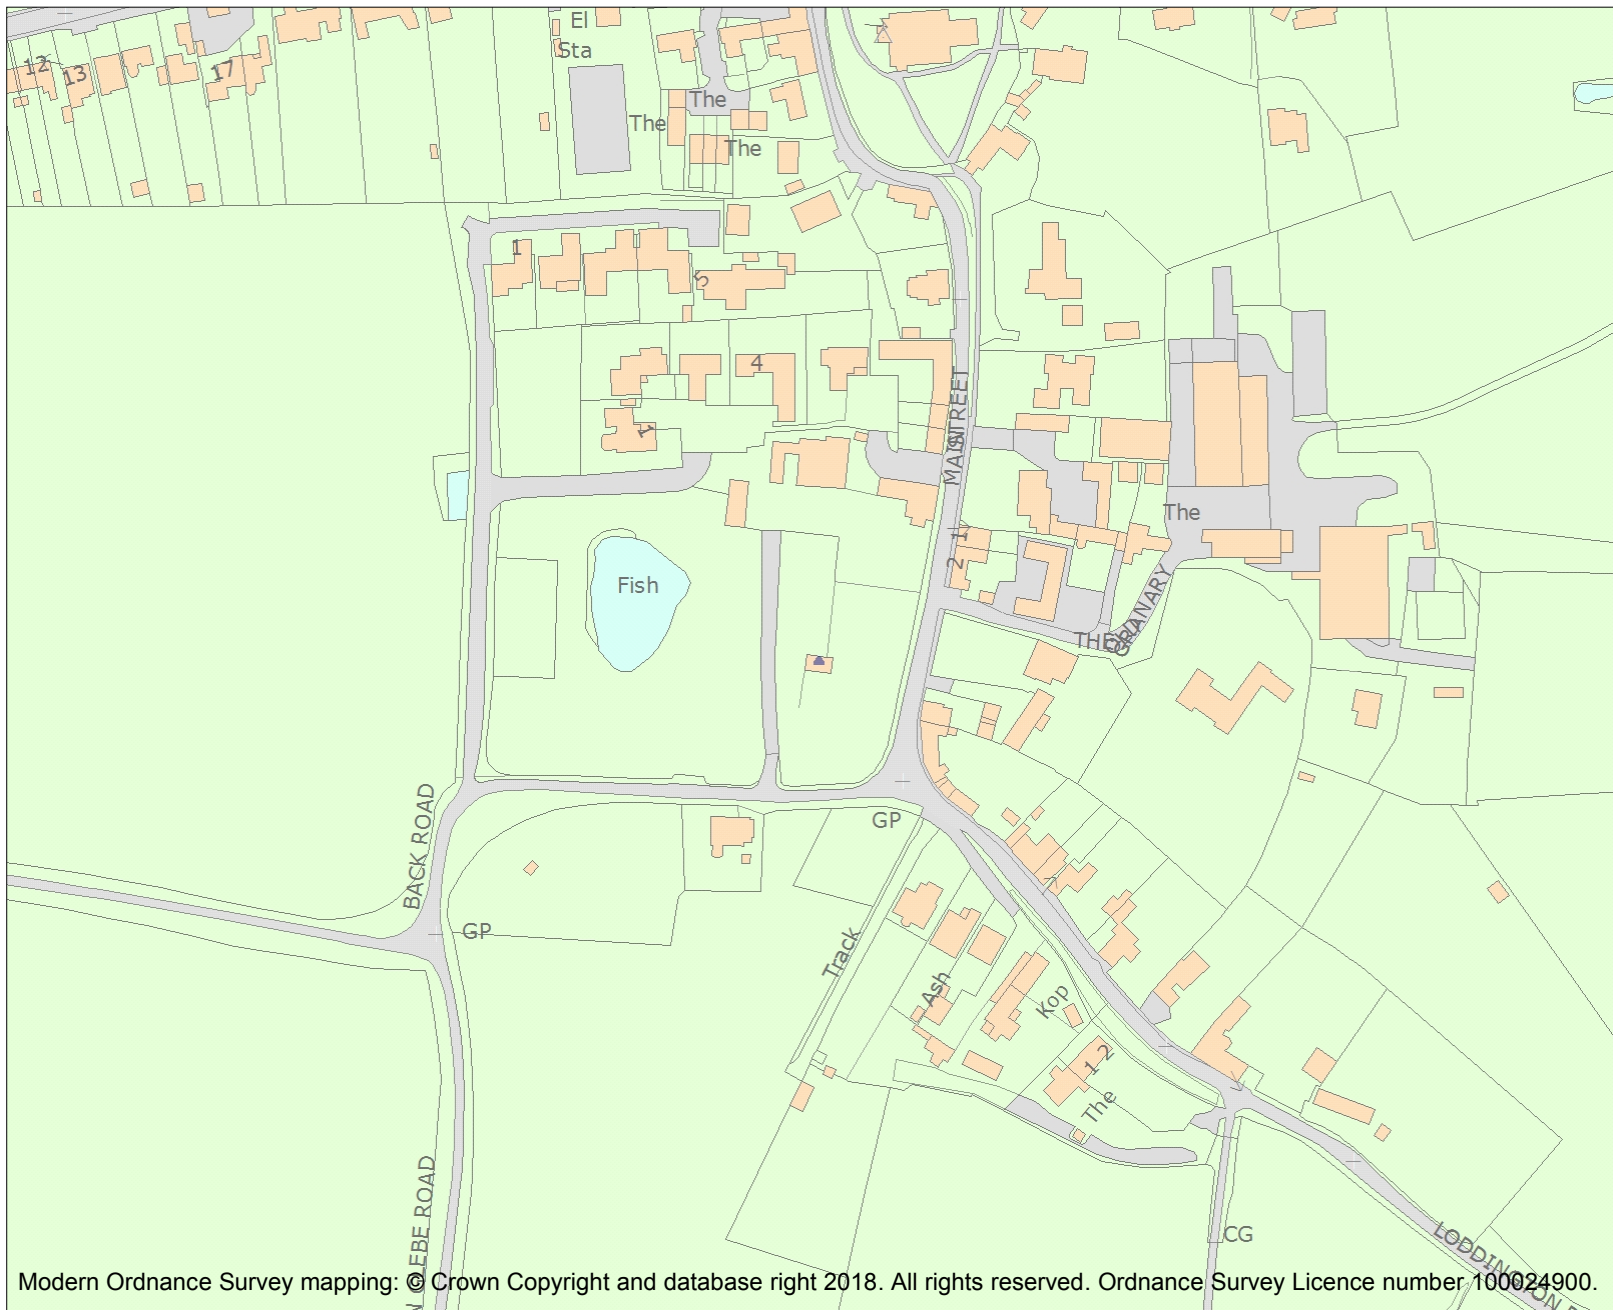 El
Sta
12
13
17
The
The
The
1
5
4
1
MAIN STREET
The
1
2
Fish
THE OLD GRANARY
GP
BACK ROAD
GP
Track
Ash
Kop
1 2
The
CG
GLEBE ROAD
LODDINGTON
Modern Ordnance Survey mapping: © Crown Copyright and database right 2018. All rights reserved. Ordnance Survey Licence number 100024900.